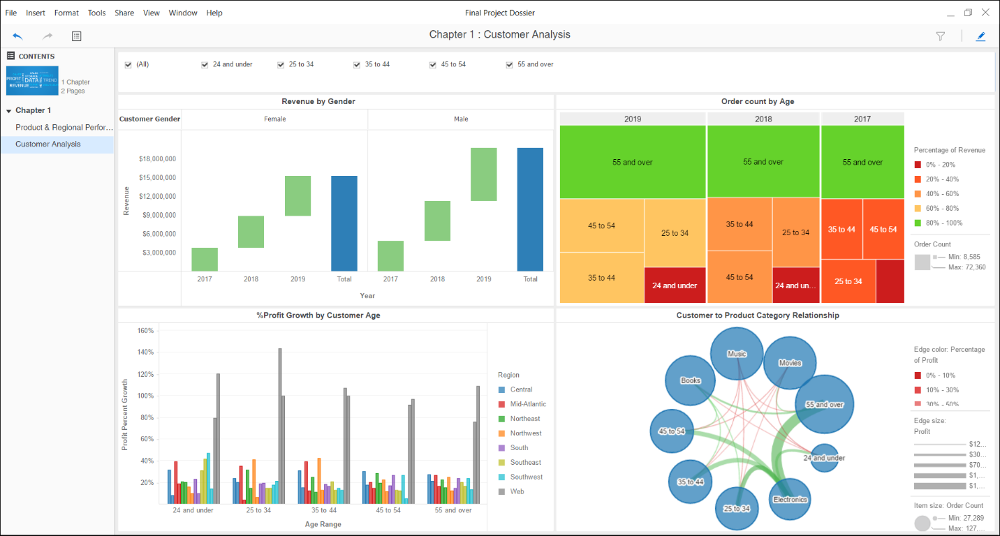 File Insert Format Tools Share View Window Help
Final Project Dossier
Chapter 1 : Customer Analysis
CONTENTS
PROFIT DATA TREND
REVENUE
1 Chapter
2 Pages
Chapter 1
Product & Regional Perfor...
Customer Analysis
(All) 24 and under 25 to 34 35 to 44 45 to 54 55 and over
Revenue by Gender
Customer Gender Female Male
Revenue
$18,000,000
$15,000,000
$12,000,000
$9,000,000
$6,000,000
$3,000,000
2017 2018 2019 Total 2017 2018 2019 Total
Year
Order count by Age
2019 2018 2017
55 and over 55 and over 55 and over
45 to 54 25 to 34 35 to 44 25 to 34 35 to 44 45 to 54
35 to 44 24 and under 45 to 54 24 and un... 25 to 34
Percentage of Revenue
0% - 20%
20% - 40%
40% - 60%
60% - 80%
80% - 100%
Order Count
Min: 8,585
Max: 72,360
%Profit Growth by Customer Age
Profit Percent Growth
160%
140%
120%
100%
80%
60%
40%
20%
24 and under 25 to 34 35 to 44 45 to 54 55 and over
Age Range
Region
Central
Mid-Atlantic
Northeast
Northwest
South
Southeast
Southwest
Web
Customer to Product Category Relationship
Music
Movies
Books
55 and over
45 to 54
24 and under
35 to 44
Electronics
25 to 34
Edge color: Percentage
of Profit
0% - 10%
10% - 30%
30% - 50%
Edge size:
Profit
$12...
$30...
$70...
$1,...
$1,...
Item size: Order Count
Min: 27,289
Max: 127,...